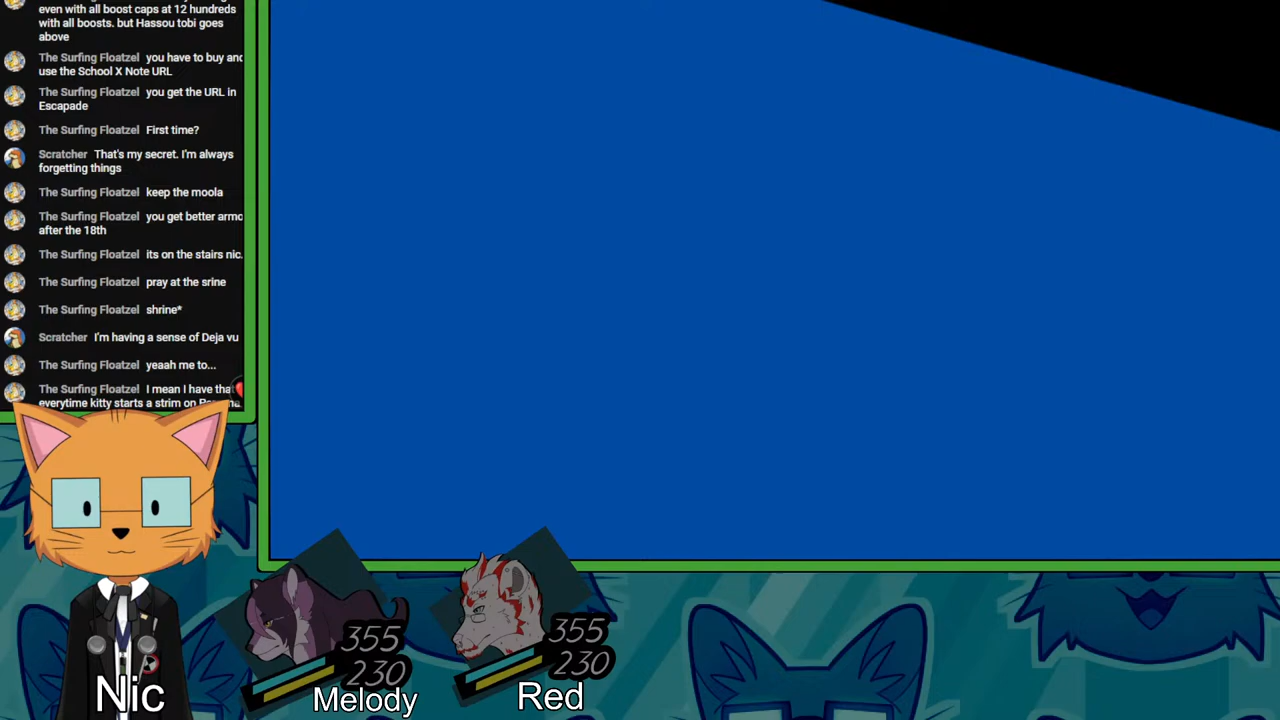 even with all boost caps at 12 hundreds
with all boosts. but Hassou tobi goes
above
The Surfing Floatzel you have to buy and
use the School X Note URL
The Surfing Floatzel you get the URL in
Escapade
The Surfing Floatzel First time?
Scratcher That's my secret. I'm always
forgetting things
The Surfing Floatzel keep the moola
The Surfing Floatzel you get better armo
after the 18th
The Surfing Floatzel its on the stairs nic.
The Surfing Floatzel pray at the srine
The Surfing Floatzel shrine*
Scratcher I'm having a sense of Deja vu
The Surfing Floatzel yeaah me to...
The Surfing Floatzel I mean I have that
everytime kitty starts a strim on
355
230
355
230
Nic
Melody
Red